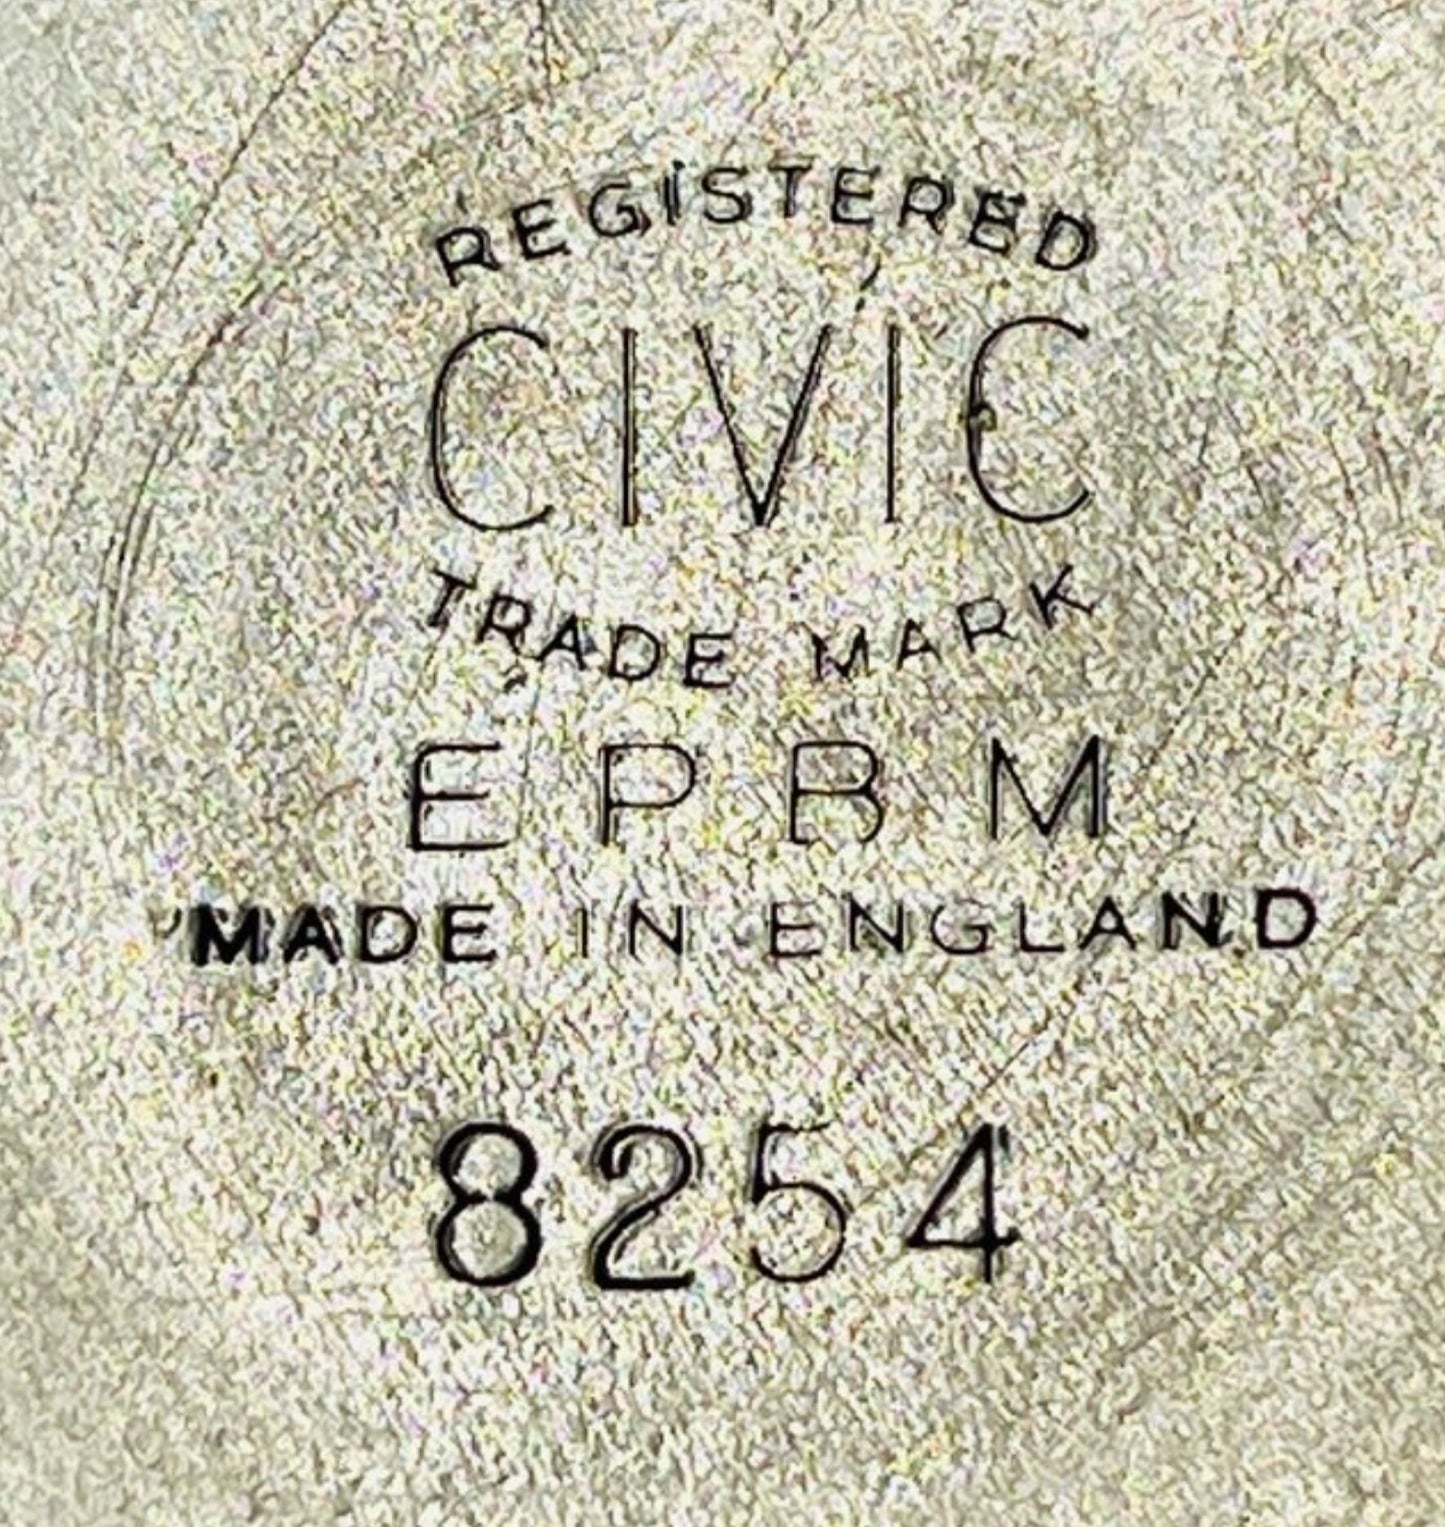 REGISTERED
CIVIC
TRADE MARK
EPBM
MADE IN ENGLAND
8254